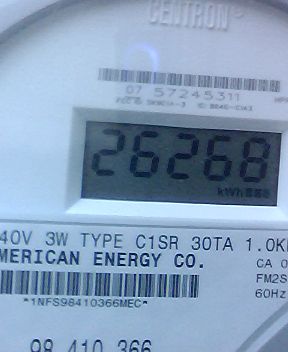 CENTRON
07 57245311
26268
kWh
40V 3W TYPE C1SR 30TA 1.0K
MERICAN ENERGY CO.
CA 0
FM2S
60Hz
*1NFS98410366MEC*
98 410 366